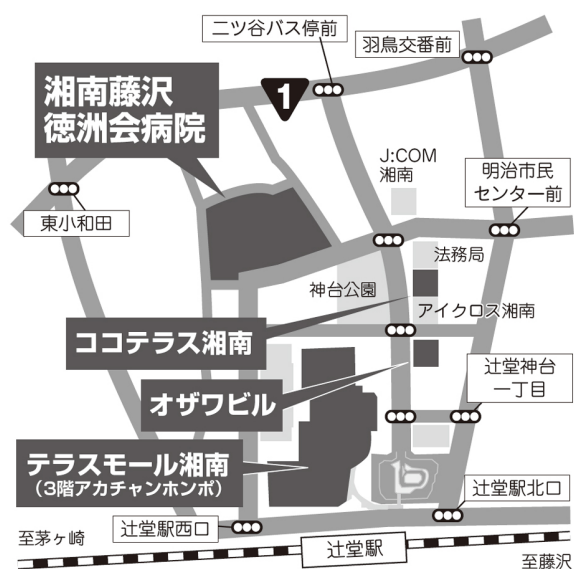 二ツ谷バス停前
羽鳥交番前
湘南藤沢
徳洲会病院
1
J:COM
湘南
明治市民
センター前
東小和田
法務局
神台公園
アイクロス湘南
ココテラス湘南
オザワビル
辻堂神台
一丁目
テラスモール湘南
(3階アカチャンホンポ)
辻堂駅北口
辻堂駅西口
至茅ヶ崎
辻堂駅
至藤沢